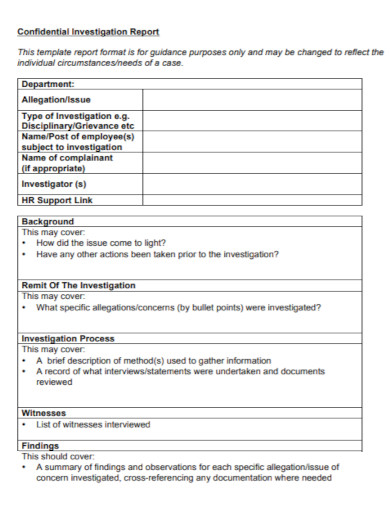 Confidential Investigation Report
This template report format is for guidance purposes only and may be changed to reflect the
individual circumstances/needs of a case.
Department:
Allegation/Issue
Type of Investigation e.g.
Disciplinary/Grievance etc
Name/Post of employee(s)
subject to investigation
Name of complainant
(if appropriate)
Investigator (s)
HR Support Link
Background
This may cover:
• How did the issue come to light?
• Have any other actions been taken prior to the investigation?
Remit Of The Investigation
This may cover:
• What specific allegations/concerns (by bullet points) were investigated?
Investigation Process
This may cover:
• A brief description of method(s) used to gather information
• A record of what interviews/statements were undertaken and documents
reviewed
Witnesses
• List of witnesses interviewed
Findings
This should cover:
• A summary of findings and observations for each specific allegation/issue of
concern investigated, cross-referencing any documentation where needed